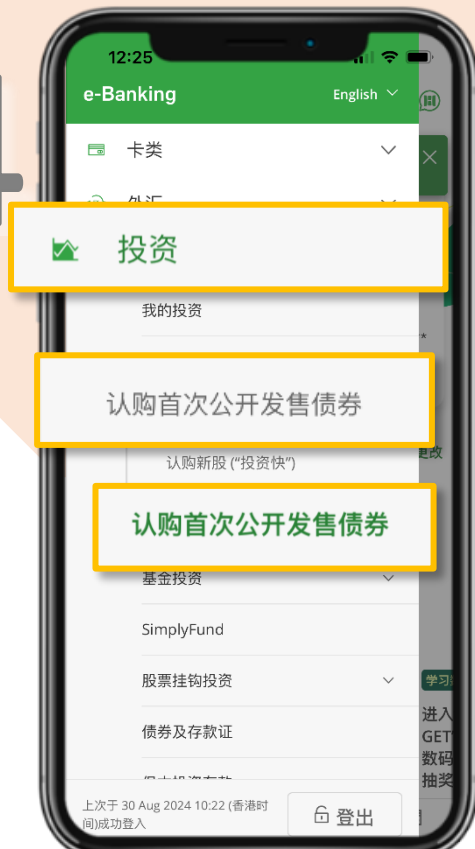 12:25
e-Banking
English
卡类
外汇
投资
我的投资
认购首次公开发售债券
更改
认购新股 (“投资快”)
认购首次公开发售债券
基金投资
SimplyFund
股票挂钩投资
学习
债券及存款证
进入
GET
数码
抽奖
上次于 30 Aug 2024 10:22 (香港时
间)成功登入
登出